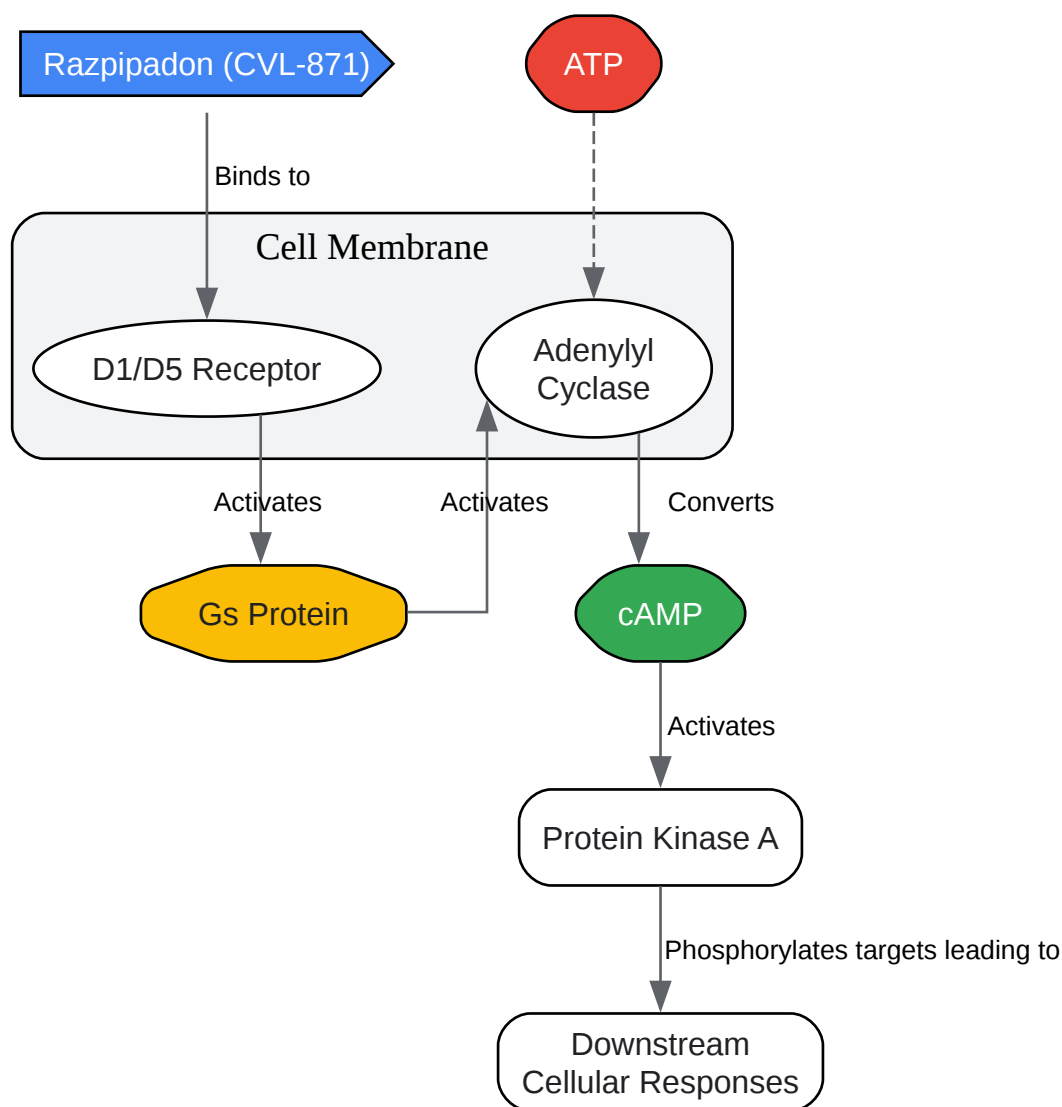 Razpipadon (CVL-871)
ATP
Binds to
Cell Membrane
D1/D5 Receptor
Adenylyl
Cyclase
Activates
Activates
Converts
Gs Protein
cAMP
Activates
Protein Kinase A
Phosphorylates targets leading to
Downstream
Cellular Responses